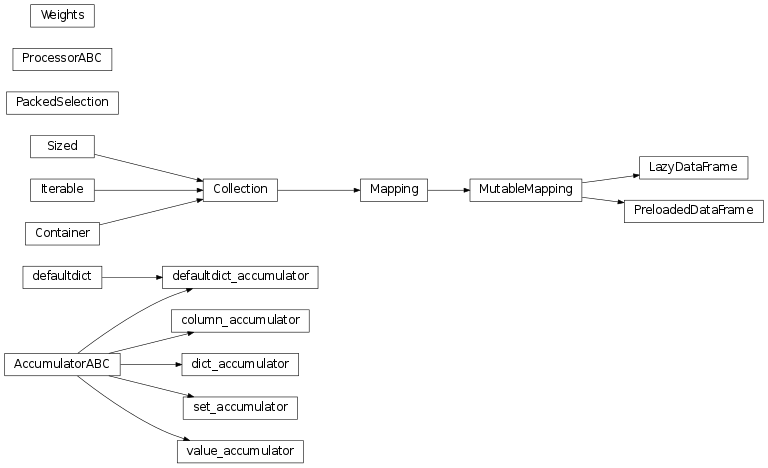 Weights
ProcessorABC
PackedSelection
Sized
Iterable
Container
Collection
Mapping
MutableMapping
LazyDataFrame
PreloadedDataFrame
defaultdict
defaultdict_accumulator
column_accumulator
AccumulatorABC
dict_accumulator
set_accumulator
value_accumulator